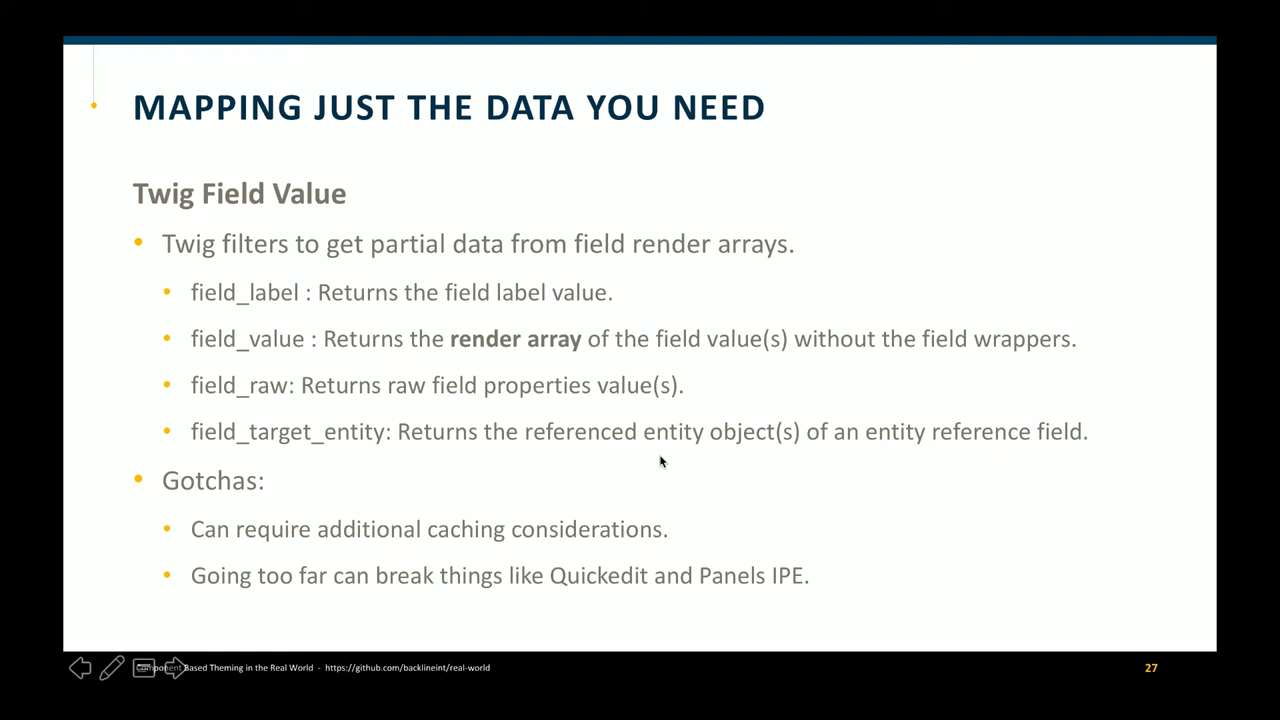 MAPPING JUST THE DATA YOU NEED
Twig Field Value
• Twig filters to get partial data from field render arrays.
• field_label : Returns the field label value.
• field_value : Returns the render array of the field value(s) without the field wrappers.
• field_raw: Returns raw field properties value(s).
• field_target_entity: Returns the referenced entity object(s) of an entity reference field.
• Gotchas:
• Can require additional caching considerations.
• Going too far can break things like Quickedit and Panels IPE.
Component Based Theming in the Real World - https://github.com/backlineint/real-world
27